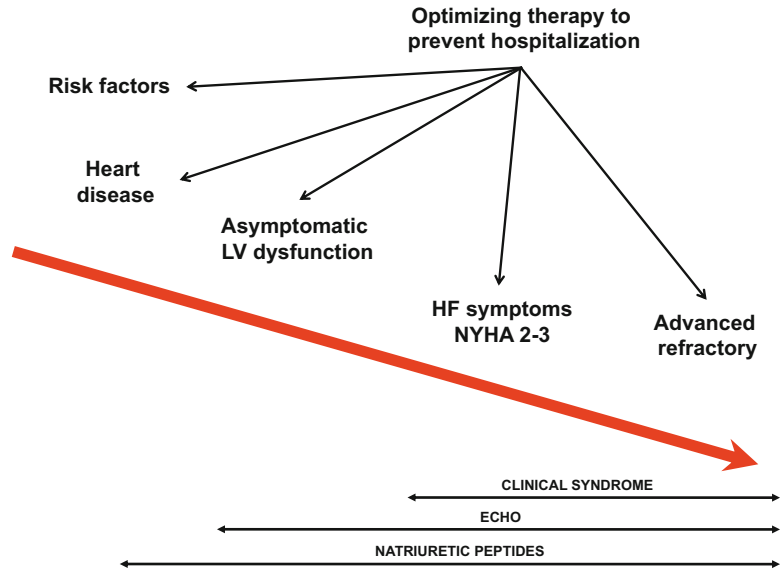 Optimizing therapy to
prevent hospitalization
Risk factors
Heart
disease
Asymptomatic
LV dysfunction
HF symptoms
NYHA 2-3
Advanced
refractory
CLINICAL SYNDROME
ECHO
NATRIURETIC PEPTIDES